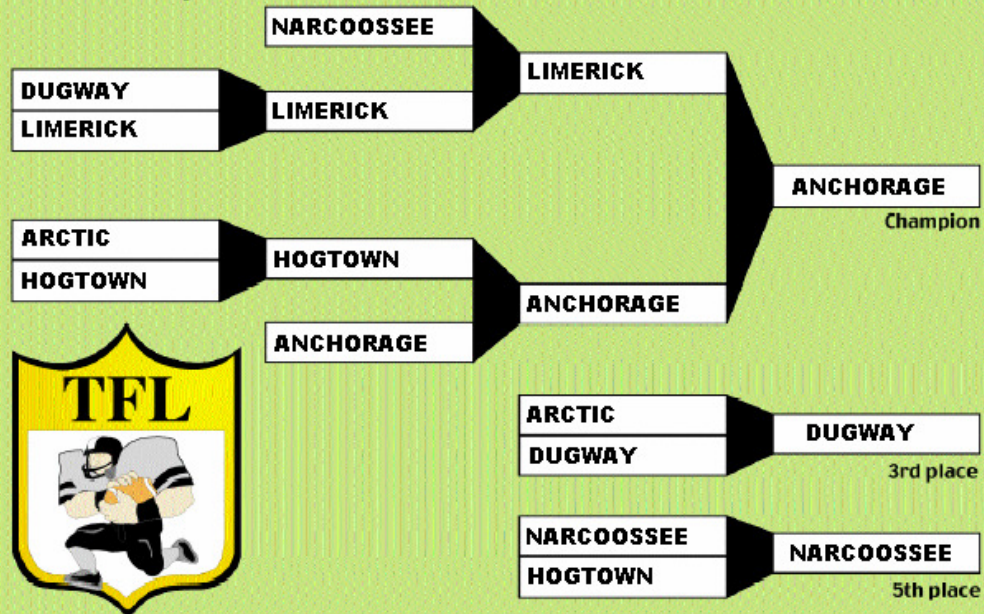 NARCOOSSEE
DUGWAY
LIMERICK
LIMERICK
LIMERICK
ANCHORAGE
Champion
ARCTIC
HOGTOWN
HOGTOWN
ANCHORAGE
ANCHORAGE
TFL
ARCTIC
DUGWAY
DUGWAY
3rd place
NARCOOSSEE
HOGTOWN
NARCOOSSEE
5th place